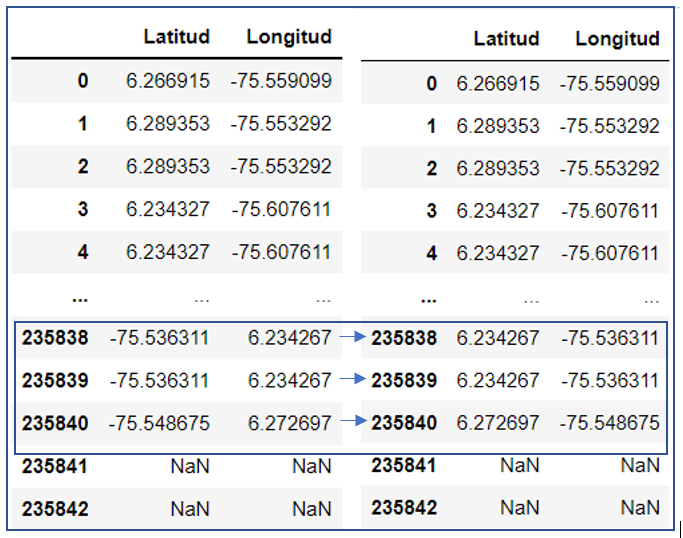 Latitud Longitud Latitud Longitud
0 6.266915 -75.559099 0 6.266915 -75.559099
1 6.289353 -75.553292 1 6.289353 -75.553292
2 6.289353 -75.553292 2 6.289353 -75.553292
3 6.234327 -75.607611 3 6.234327 -75.607611
4 6.234327 -75.607611 4 6.234327 -75.607611
... ... ... ... ... ...
235838 -75.536311 6.234267 235838 6.234267 -75.536311
235839 -75.536311 6.234267 235839 6.234267 -75.536311
235840 -75.548675 6.272697 235840 6.272697 -75.548675
235841 NaN NaN 235841 NaN NaN
235842 NaN NaN 235842 NaN NaN